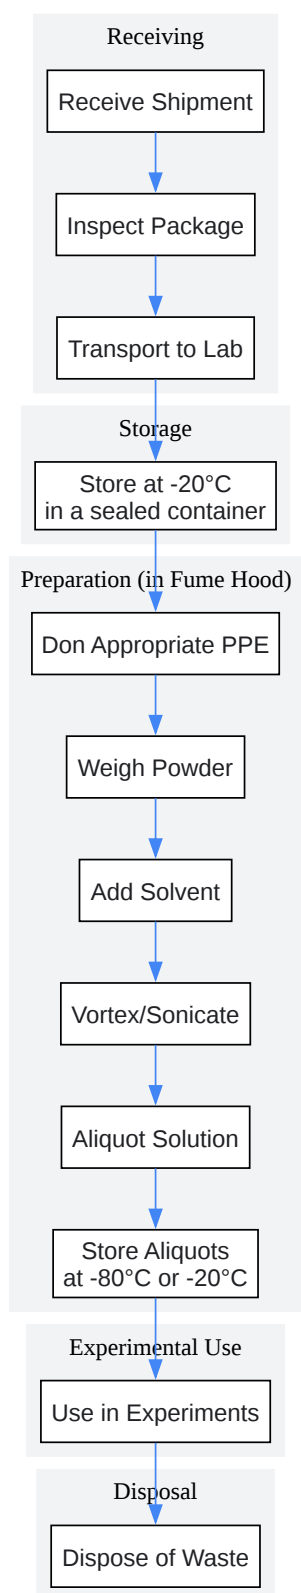 Receiving
Receive Shipment
Inspect Package
Transport to Lab
Storage
Store at -20°C
in a sealed container
Preparation (in Fume Hood)
Don Appropriate PPE
Weigh Powder
Add Solvent
Vortex/Sonicate
Aliquot Solution
Store Aliquots
at -80°C or -20°C
Experimental Use
Use in Experiments
Disposal
Dispose of Waste